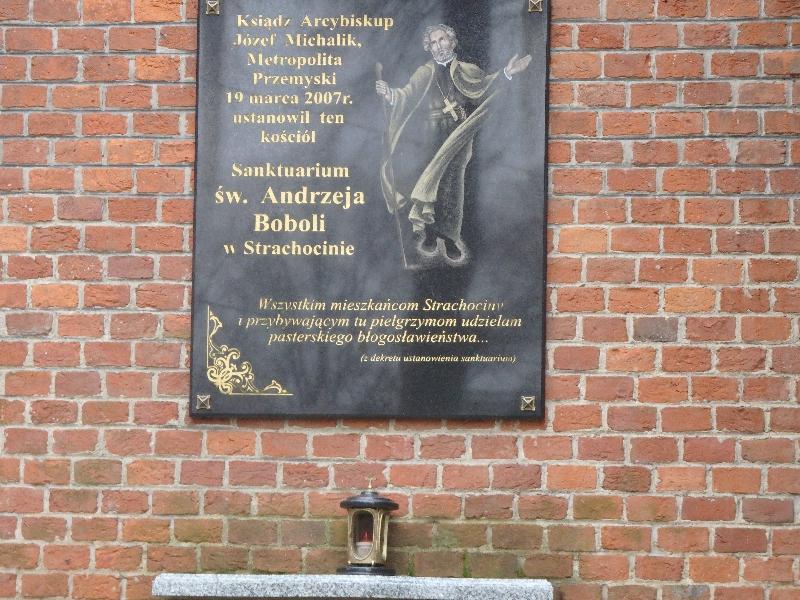 Ksiądz Arcybiskup
Józef Michalik,
Metropolita
Przemyski
19 marca 2007r.
ustanowił ten
kościół
Sanktuarium
św. Andrzeja
Boboli
w Strachocinie
Wszystkim mieszkańcom Strachociny
i przybywającym tu pielgrzymom udzielam
pasterskiego błogosławieństwa...
(z dekretu ustanowienia sanktuarium)